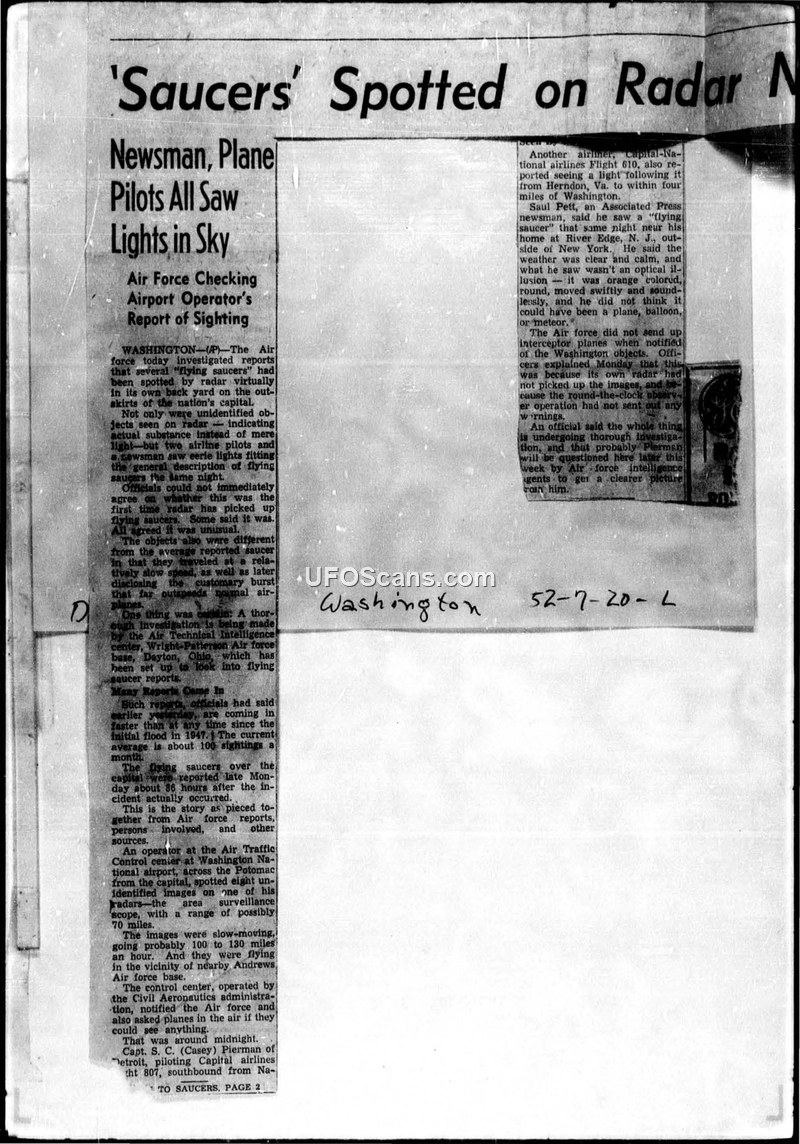 'Saucers' Spotted on Radar N
Newsman, Plane
Pilots All Saw
Lights in Sky
Air Force Checking
Airport Operator's
Report of Sighting
WASHINGTON—(AP)—The Air
force today investigated reports
that several "flying saucers" had
been spotted by radar virtually
in its own back yard on the out-
skirts of the nation's capital.
Not only were unidentified ob-
jects seen on radar — indicating
actual substance instead of mere
light—but two airline pilots and
a newsman saw eerie lights fitting
the general description of flying
saucers the same night.
Officials could not immediately
agree on whether this was the
first time radar has picked up
flying saucers. Some said it was.
All agreed it was unusual.
The objects also were different
from the average reported saucer
in that they traveled at a rela-
tively slow speed, as well as later
disclosing the customary burst
that far outspeeds normal air-
planes.
One thing was certain: A thor-
ough investigation is being made
by the Air Technical Intelligence
center, Wright-Patterson Air force
base, Dayton, Ohio, which has
been set up to look into flying
saucer reports.
Many Reports Come In
Such reports, officials had said
earlier yesterday, are coming in
faster than at any time since the
initial flood in 1947. The current
average is about 100 sightings a
month.
The flying saucers over the
capital were reported late Mon-
day about 36 hours after the in-
cident actually occurred.
This is the story as pieced to-
gether from Air force reports,
persons involved, and other
sources.
An operator at the Air Traffic
Control center at Washington Na-
tional airport, across the Potomac
from the capital, spotted eight un-
identified images on one of his
radars—the area surveillance
scope, with a range of possibly
70 miles.
The images were slow-moving,
going probably 100 to 130 miles
an hour. And they were flying
in the vicinity of nearby Andrews
Air force base.
The control center, operated by
the Civil Aeronautics administra-
tion, notified the Air force and
also asked planes in the air if they
could see anything.
That was around midnight.
Capt. S. C. (Casey) Pierman of
Detroit, piloting Capital airlines
ht 807, southbound from Na-
TO SAUCERS, PAGE 2
Another airliner, Capital-Na-
tional airlines Flight 610, also re-
ported seeing a light following it
from Herndon, Va. to within four
miles of Washington.
Saul Pett, an Associated Press
newsman, said he saw a "flying
saucer" that same night near his
home at River Edge, N. J., out-
side of New York. He said the
weather was clear and calm, and
what he saw wasn't an optical il-
lusion — it was orange colored,
round, moved swiftly and sound-
lessly, and he did not think it
could have been a plane, balloon,
or meteor.
The Air force did not send up
interceptor planes when notified
of the Washington objects. Offi-
cers explained Monday that this
was because its own radar had
not picked up the images, and be-
cause the round-the-clock observ-
er operation had not sent out any
warnings.
An official said the whole thing
is undergoing thorough investiga-
tion, and that probably Pierman
will be questioned here later this
week by Air force intelligence
agents to get a clearer picture
from him.
20
UFOScans.com
D Washington 52-7-20-L